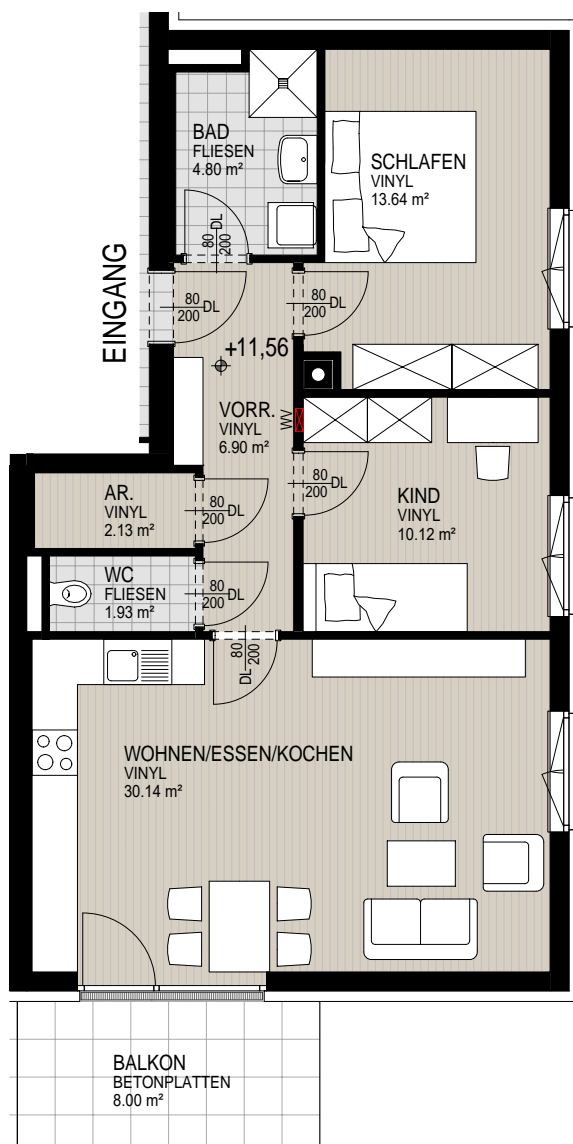 BAD
FLIESEN
4.80 m²
SCHLAFEN
VINYL
13.64 m²
80
200
DL
EINGANG
80
200
DL
80
200
DL
+11,56
VORR.
VINYL
6.90 m²
WV
80
200
DL
KIND
VINYL
10.12 m²
AR.
VINYL
2.13 m²
80
200
DL
WC
FLIESEN
1.93 m²
80
200
DL
80
200
DL
WOHNEN/ESSEN/KOCHEN
VINYL
30.14 m²
BALKON
BETONPLATTEN
8.00 m²